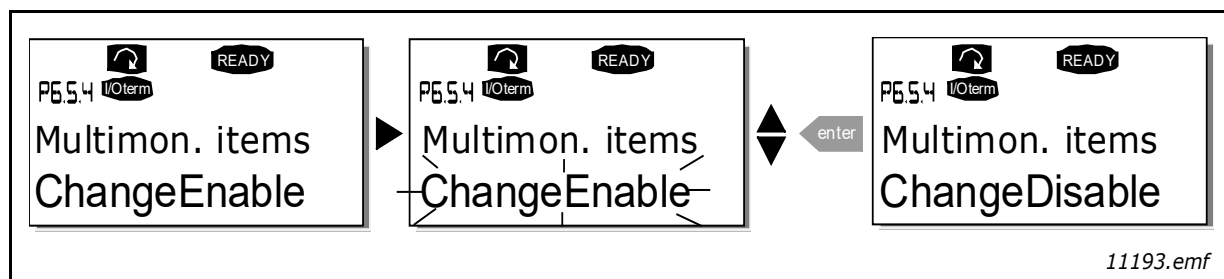 READY
P6.5.4 I/Oterm
Multimon. items
ChangeEnable
READY
P6.5.4 I/Oterm
Multimon. items
ChangeEnable
enter
READY
P6.5.4 I/Oterm
Multimon. items
ChangeDisable
11193.emf